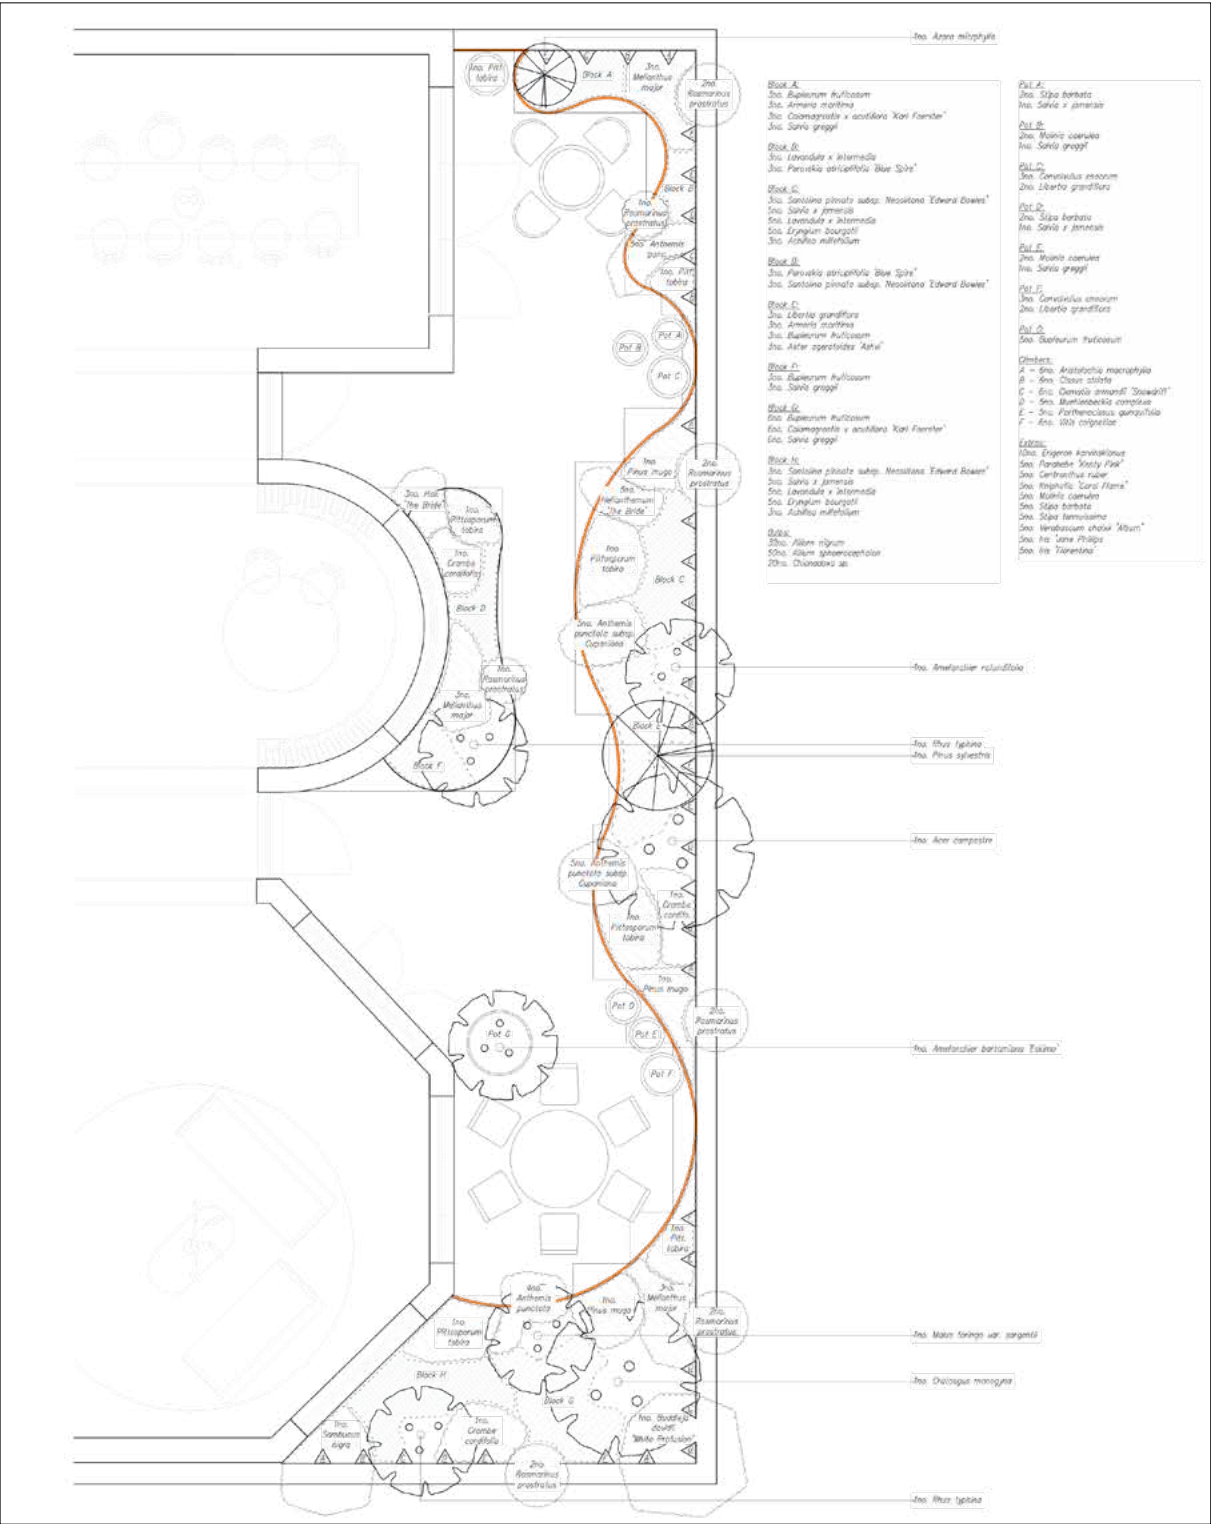 1no. Azara microphylla
1no. Pitt. tobira
Block A
3no. Melianthus major
2no. Rosmarinus prostratus
Block B
1no. Rosmarinus prostratus
5no. Anthemis punc.
1no. Pitt. tobira
Pot A
Pot B
Pot C
1no. Pinus mugo
2no. Rosmarinus prostratus
5no. Helianthemum "The Bride"
3no. Heli. "The Bride"
1no. Pittosporum tobira
1no. Crambe cordifolia
Block D
1no. Pittosporum tobira
Block C
5no. Anthemis punctata subsp. Cupaniana
1no. Rosmarinus prostratus
3no. Melianthus major
Block F
Block E
1no. Amelanchier rotundifolia
1no. Rhus typhina
1no. Pinus sylvestris
1no. Acer campestre
5no. Anthemis punctata subsp. Cupaniana
1no. Crambe cordifo.
1no. Pittosporum tobira
1no. Pinus mugo
2no. Rosmarinus prostratus
Pot D
Pot E
Pot F
Pot G
1no. Amelanchier bartramiana 'Eskimo'
1no. Pitt. tobira
3no. Melianthus major
1no. Pinus mugo
4no. Anthemis punctata
1no. Pittosporum tobira
2no. Rosmarinus prostratus
1no. Malus toringo var. sargentii
1no. Crataegus monogyna
Block H
Block G
1no. Sambucus nigra
1no. Crambe cordifolia
1no. Buddleja davidii "White Profusion"
2no. Rosmarinus prostratus
1no. Rhus typhina
Block A:
3no. Bupleurum fruticosum
3no. Armeria maritima
3no. Calamagrostis x acutiflora 'Karl Foerster'
3no. Salvia greggii
Block B:
3no. Lavandula x intermedia
3no. Perovskia atriciplifolia 'Blue Spire'
Block C:
3no. Santolina pinnata subsp. Neapolitana 'Edward Bowles'
5no. Salvia x jamensis
5no. Lavandula x intermedia
5no. Eryngium bourgatii
3no. Achillea millefolium
Block D:
3no. Perovskia atriciplifolia 'Blue Spire'
3no. Santolina pinnata subsp. Neapolitana 'Edward Bowles'
Block E:
3no. Libertia grandiflora
3no. Armeria maritima
3no. Bupleurum fruticosum
3no. Aster ageratoides 'Ashvi'
Block F:
3no. Bupleurum fruticosum
3no. Salvia greggii
Block G:
6no. Bupleurum fruticosum
6no. Calamagrostis x acutiflora 'Karl Foerster'
6no. Salvia greggii
Block H:
3no. Santolina pinnata subsp. Neapolitana 'Edward Bowles'
5no. Salvia x jamensis
5no. Lavandula x intermedia
5no. Eryngium bourgatii
3no. Achillea millefolium
Bulbs:
30no. Allium nigrum
50no. Allium sphaerocephalon
20no. Chionodoxa sp.
Pot A:
2no. Stipa barbata
1no. Salvia x jamensis
Pot B:
2no. Molinia caerulea
1no. Salvia greggii
Pot C:
3no. Convolvulus cneorum
2no. Libertia grandiflora
Pot D:
2no. Stipa barbata
1no. Salvia x jamensis
Pot E:
2no. Molinia caerulea
1no. Salvia greggii
Pot F:
3no. Convolvulus cneorum
2no. Libertia grandiflora
Pot G:
5no. Bupleurum fruticosum
Climbers:
A - 6no. Aristolochia macrophylla
B - 8no. Cissus striata
C - 6no. Clematis armandii 'Snowdrift'
D - 5no. Muehlenbeckia complexa
E - 5no. Parthenocissus quinquifolia
F - 6no. Vitis coignetiae
Extras:
10no. Erigeron karvinskianus
5no. Parahebe "Kenty Pink"
5no. Centranthus ruber
5no. Kniphofia 'Coral Flame'
5no. Molinia caerulea
5no. Stipa barbata
5no. Stipa tenuissima
5no. Verbascum chaixii 'Album'
5no. Iris 'Jane Phillips
5no. Iris 'Florentina'